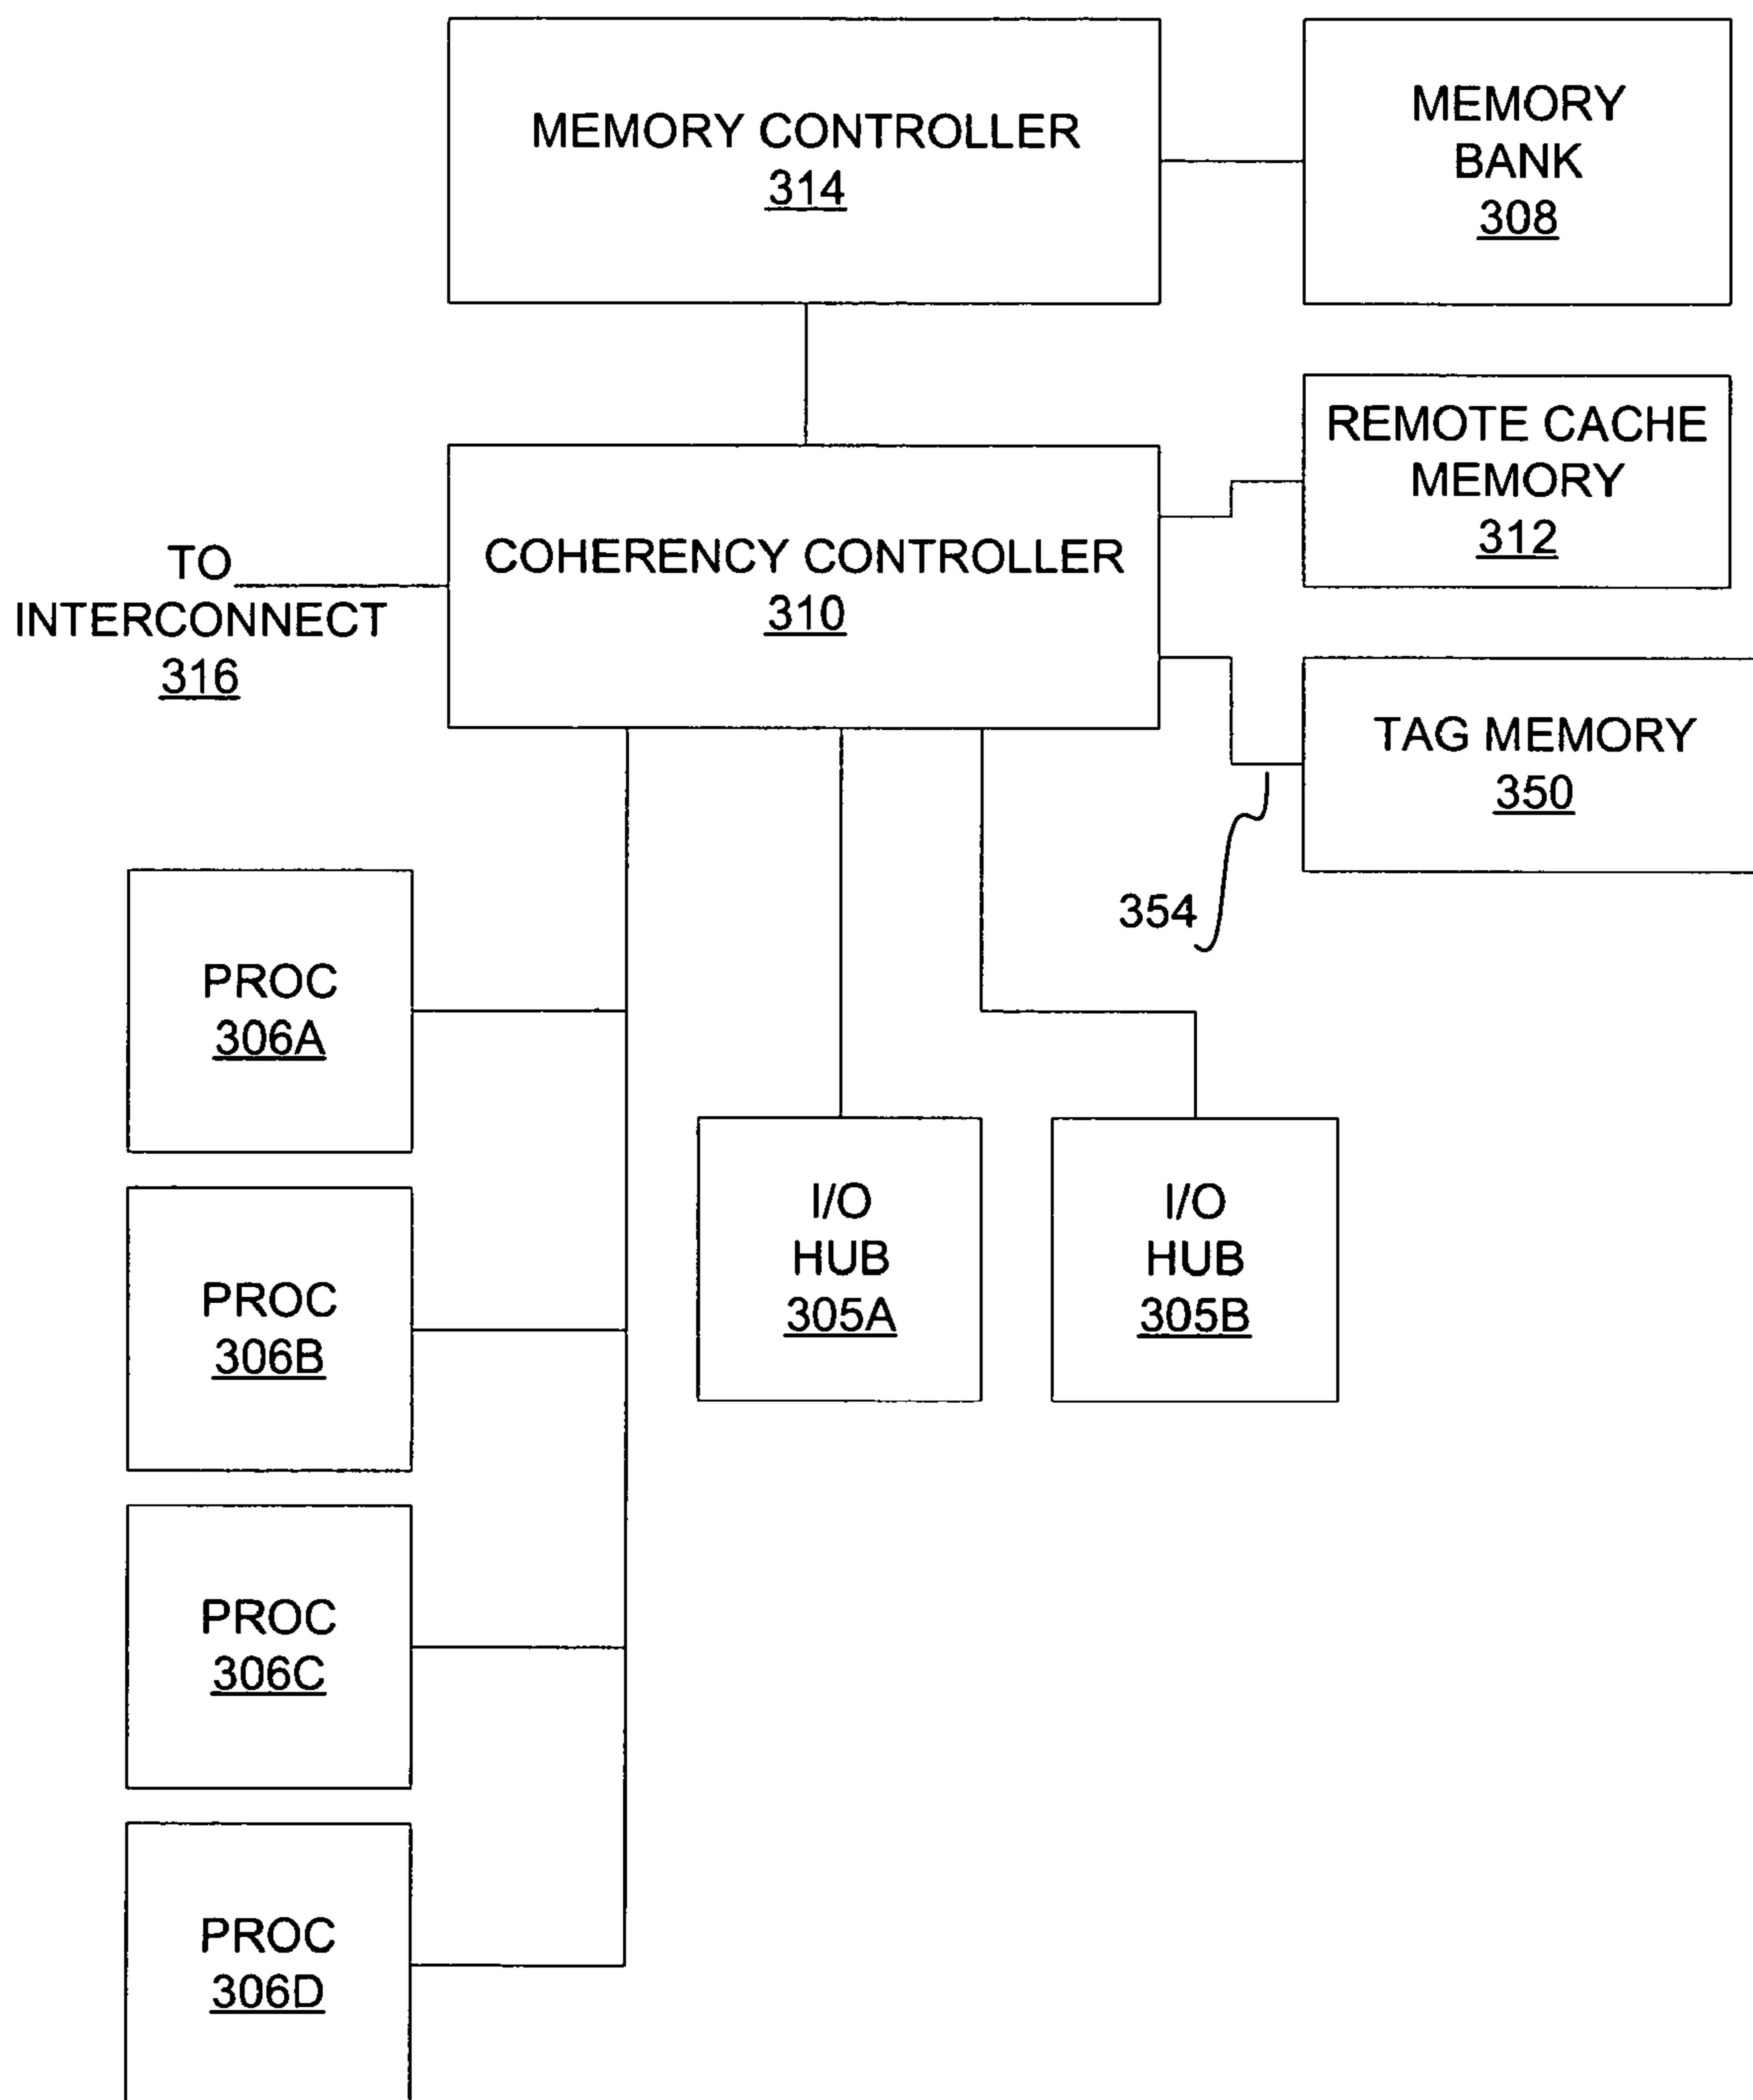 MEMORY CONTROLLER
314
MEMORY
BANK
308
REMOTE CACHE
MEMORY
312
TO
INTERCONNECT
316
COHERENCY CONTROLLER
310
TAG MEMORY
350
354
PROC
306A
PROC
306B
PROC
306C
PROC
306D
I/O
HUB
305A
I/O
HUB
305B